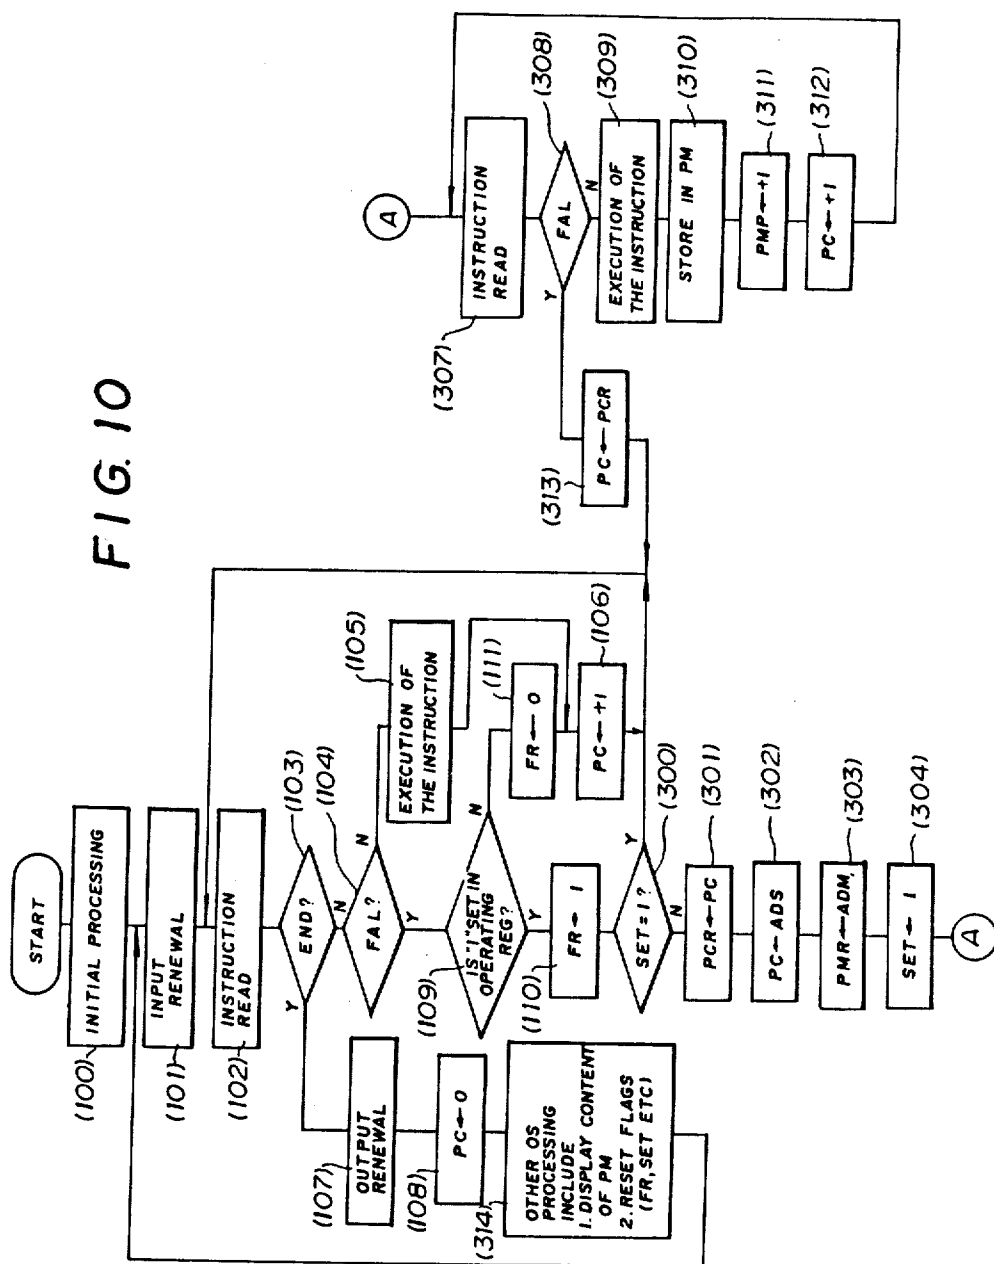 FIG. 10
START
(100)
INITIAL PROCESSING
(101)
INPUT
RENEWAL
(102)
INSTRUCTION
READ
(103)
END?
Y
N
(104)
FAL?
N
Y
(105)
EXECUTION OF
THE INSTRUCTION
(109)
IS "1" SET IN
OPERATING
REG?
N
Y
(111)
FR←0
(106)
PC←+1
(110)
FR←1
(300)
SET=1?
Y
N
(301)
PCR←PC
(302)
PC←ADS
(303)
PMR←ADM,
(304)
SET←1
A
(107)
OUTPUT
RENEWAL
(108)
PC←0
(314)
OTHER OS
PROCESSING
INCLUDE
1. DISPLAY CONTENT
OF PM
2. RESET FLAGS
(FR, SET ETC)
A
(307)
INSTRUCTION
READ
(308)
FAL
Y
N
(309)
EXECUTION OF
THE INSTRUCTION
(310)
STORE IN PM
(311)
PMP←+1
(312)
PC←+1
(313)
PC←PCR